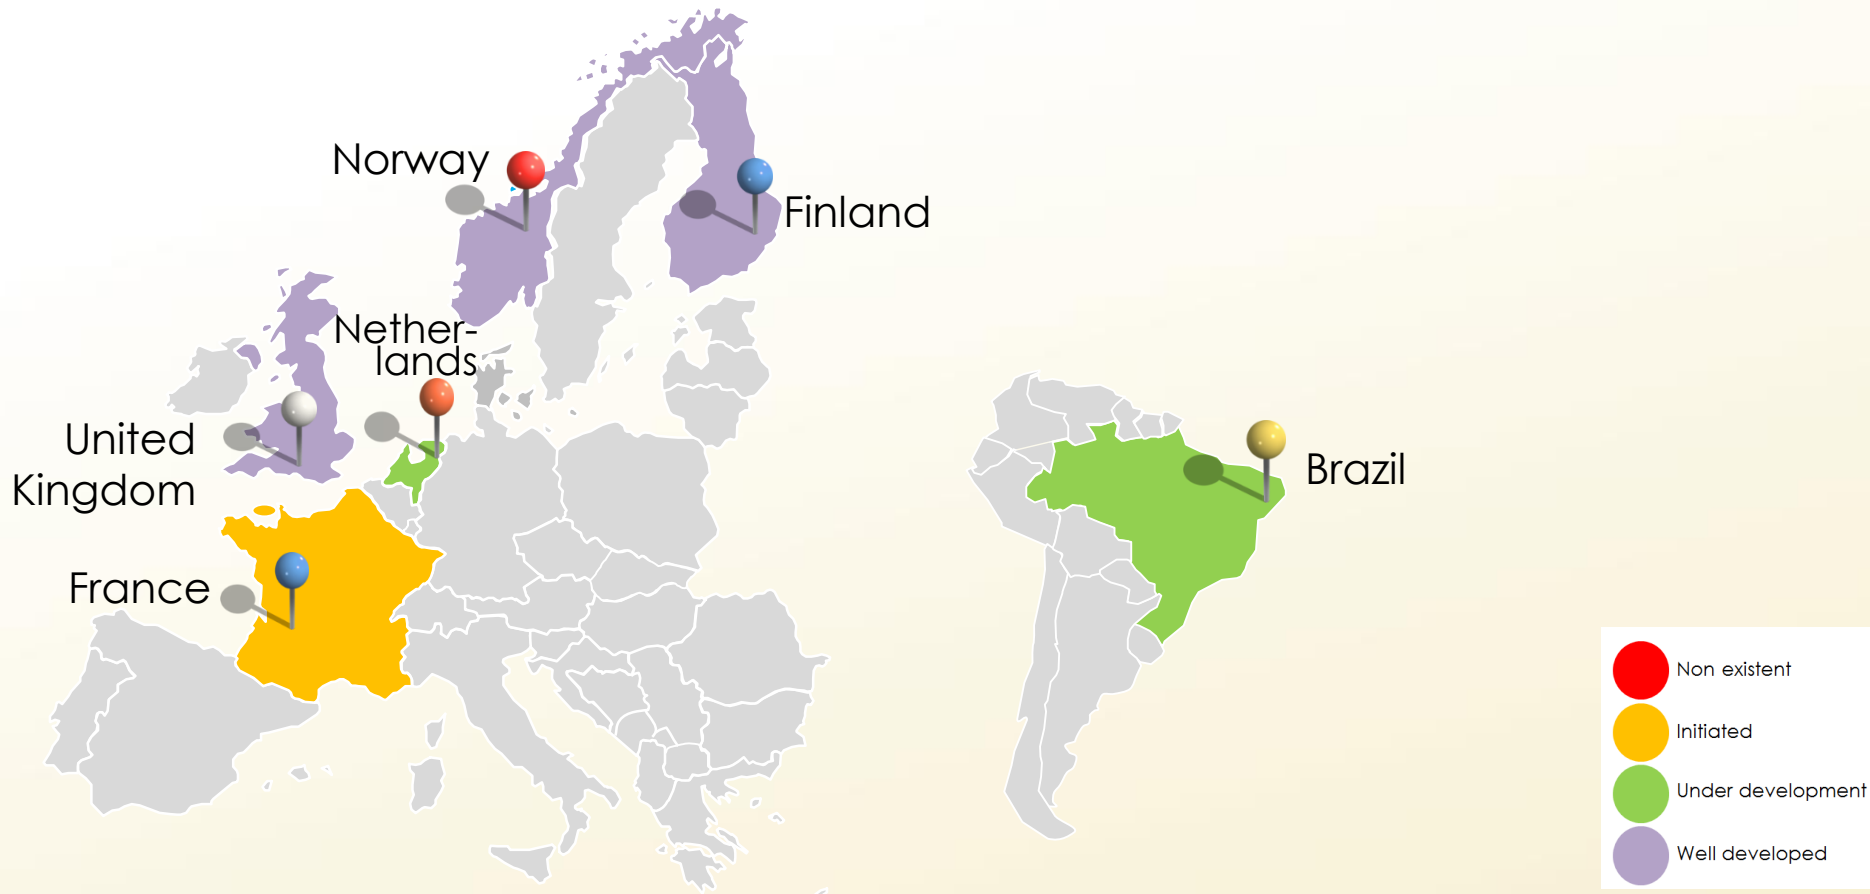 Norway
Finland
Nether-
lands
United
Kingdom
France
Brazil
Non existent
Initiated
Under development
Well developed